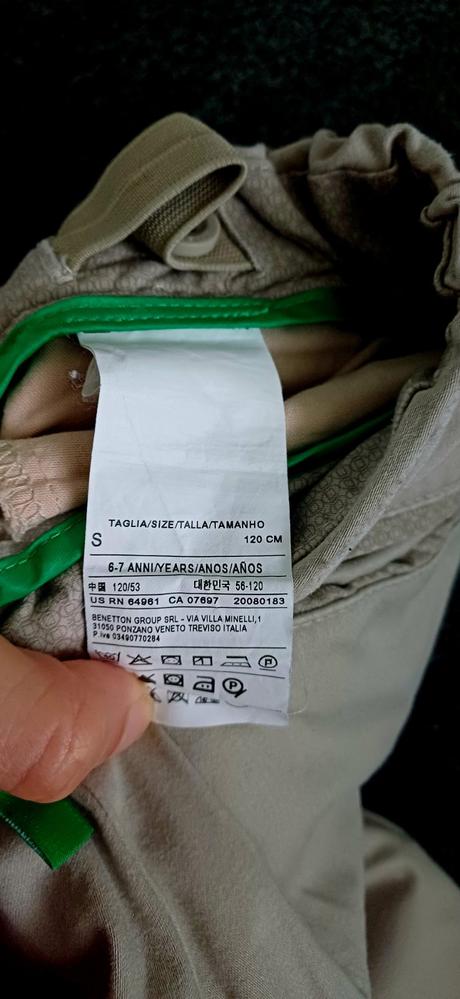 TAGLIA/SIZE/TALLA/TAMANHO
S 120 CM
6-7 ANNI/YEARS/ANOS/AÑOS
中國 120/53 대한민국 56-120
US RN 64961 CA 07697 20080183
BENETTON GROUP SRL - VIA VILLA MINELLI,1
31050 PONZANO VENETO TREVISO ITALIA
P.iva 03490770264
P
P